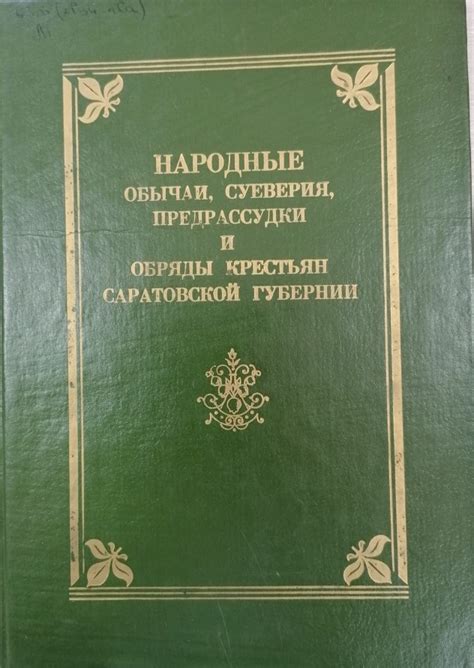 НАРОДНЫЕ
ОБЫЧАИ, СУЕВЕРИЯ,
ПРЕДРАССУДКИ
И
ОБРЯДЫ КРЕСТЬЯН
САРАТОВСКОЙ ГУБЕРНИИ